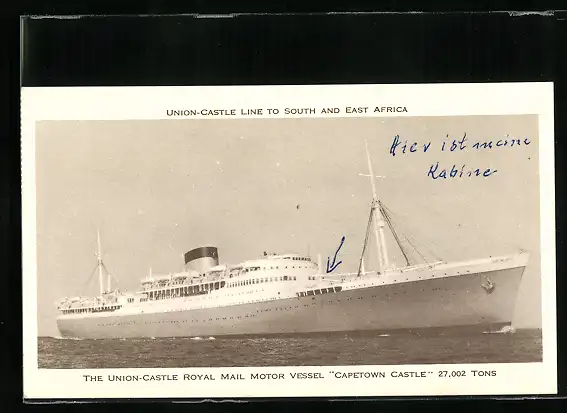 UNION-CASTLE LINE TO SOUTH AND EAST AFRICA
Hier ist meine
Kabine
THE UNION-CASTLE ROYAL MAIL MOTOR VESSEL "CAPETOWN CASTLE" 27,002 TONS